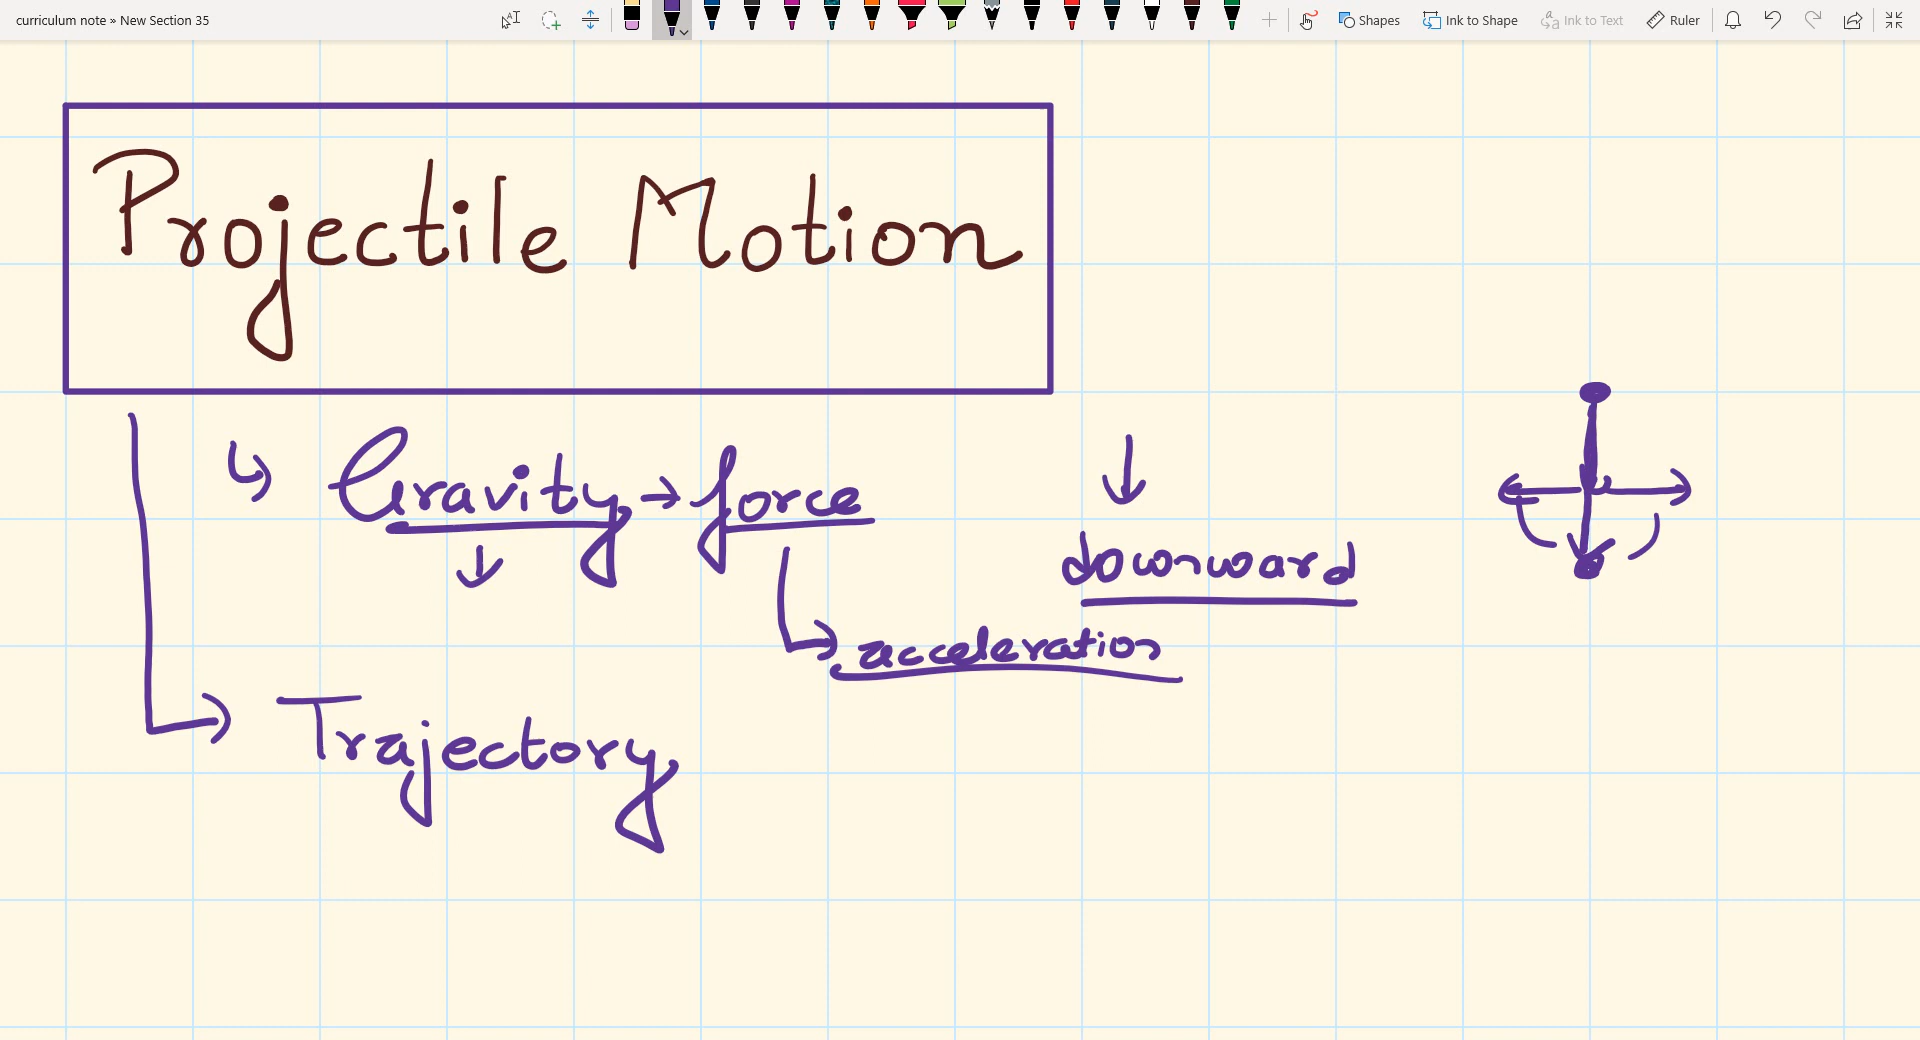 curriculum note » New Section 35
Shapes
Ink to Shape
Ink to Text
Ruler
Projectile Motion
Gravity → force
downward
acceleration
Trajectory